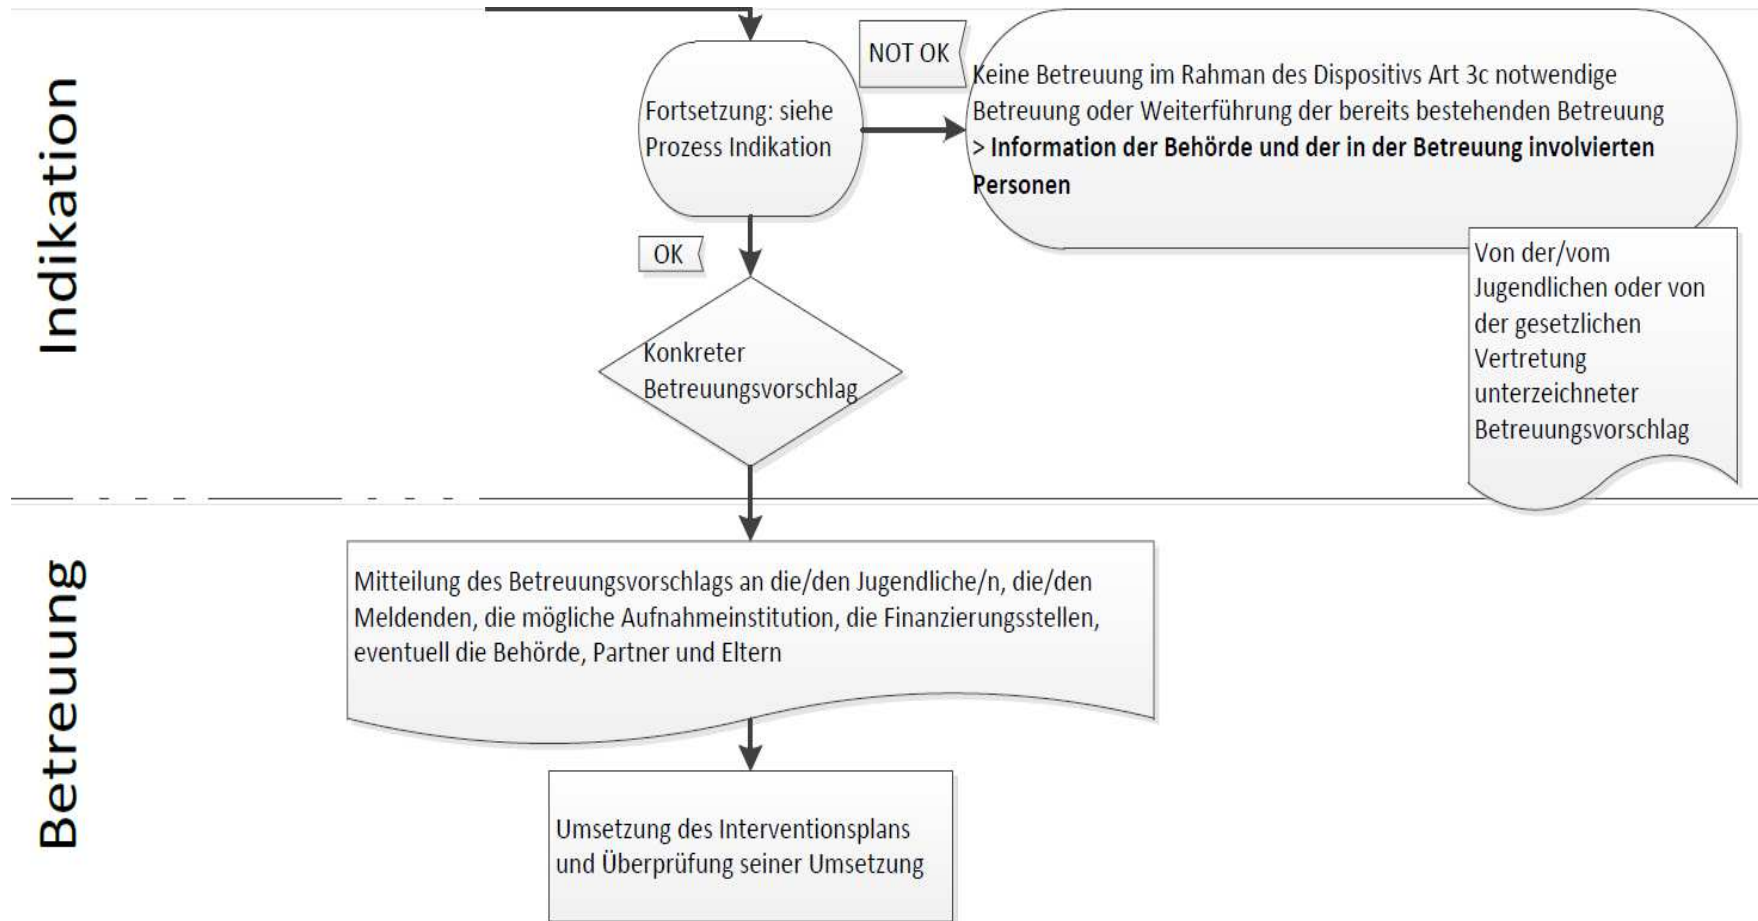 Indikation
Fortsetzung: siehe
Prozess Indikation
NOT OK
Keine Betreuung im Rahman des Dispositivs Art 3c notwendige
Betreuung oder Weiterführung der bereits bestehenden Betreuung
> Information der Behörde und der in der Betreuung involvierten
Personen
OK
Konkreter
Betreuungsvorschlag
Von der/vom
Jugendlichen oder von
der gesetzlichen
Vertretung
unterzeichneter
Betreuungsvorschlag
Betreuung
Mitteilung des Betreuungsvorschlags an die/den Jugendliche/n, die/den
Meldenden, die mögliche Aufnahmeinstitution, die Finanzierungsstellen,
eventuell die Behörde, Partner und Eltern
Umsetzung des Interventionsplans
und Überprüfung seiner Umsetzung